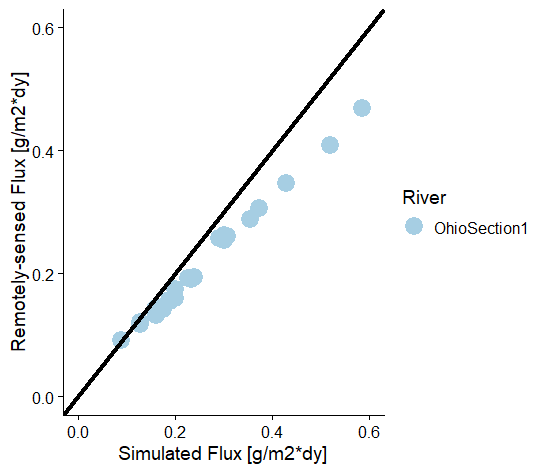 Remotely-sensed Flux [g/m2*dy]
0.6
0.4
0.2
0.0
0.0 0.2 0.4 0.6
Simulated Flux [g/m2*dy]
River
OhioSection1